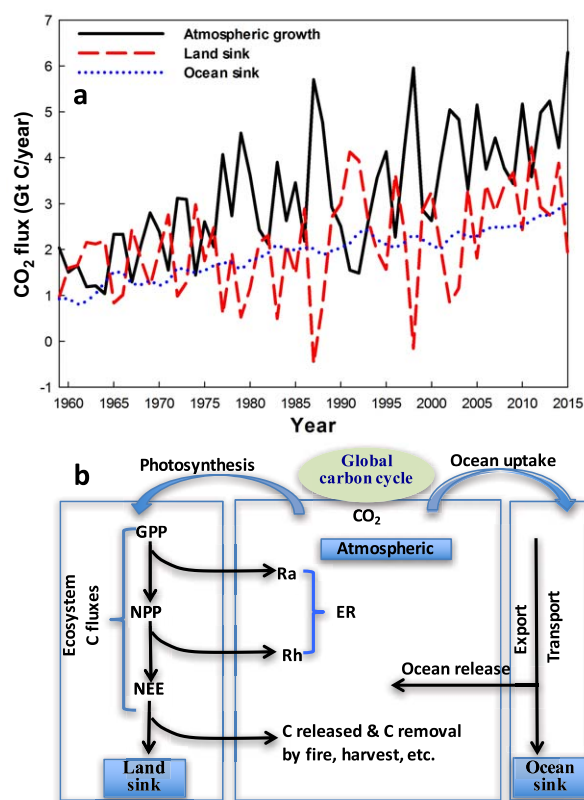 7
6
5
4
3
2
1
0
-1
CO2 flux (Gt C/year)
Atmospheric growth
Land sink
Ocean sink
a
1960 1965 1970 1975 1980 1985 1990 1995 2000 2005 2010 2015
Year
b
Photosynthesis
Global
carbon cycle
Ocean uptake
CO2
Atmospheric
Ecosystem
C fluxes
GPP
NPP
NEE
Ra
Rh
ER
Export
Transport
Ocean release
C released & C removal
by fire, harvest, etc.
Land
sink
Ocean
sink